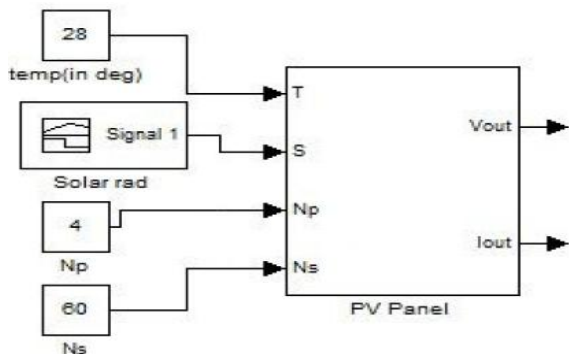 28
temp(in deg)
Signal 1
Solar rad
4
Np
60
Ns
T
S
Np
Ns
Vout
Iout
PV Panel